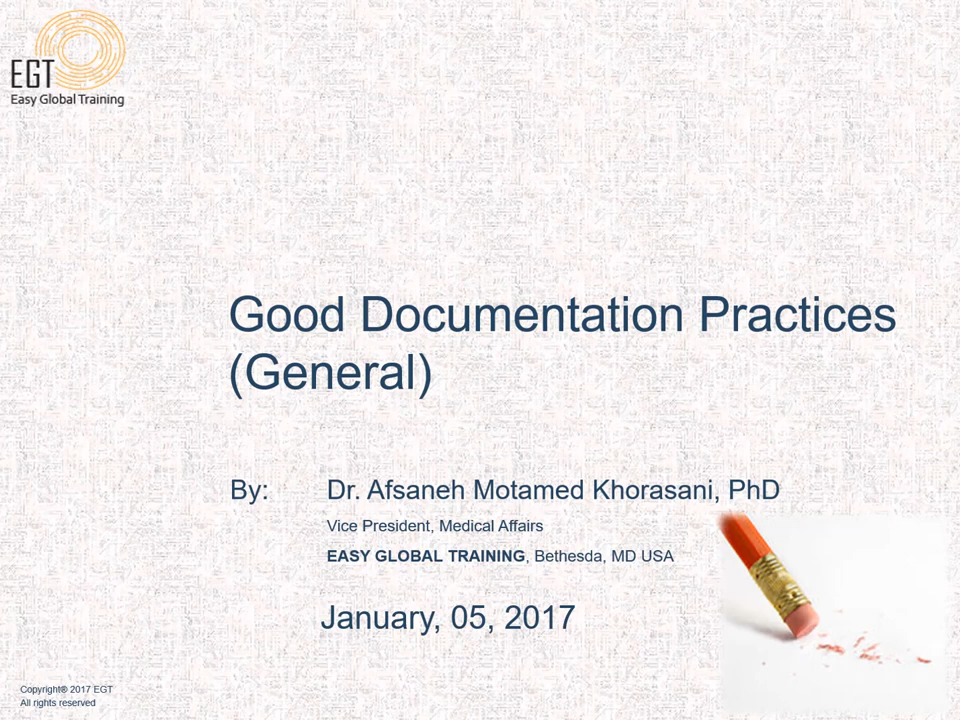 EGT
Easy Global Training
Good Documentation Practices
(General)
By: Dr. Afsaneh Motamed Khorasani, PhD
Vice President, Medical Affairs
EASY GLOBAL TRAINING, Bethesda, MD USA
January, 05, 2017
Copyright® 2017 EGT
All rights reserved